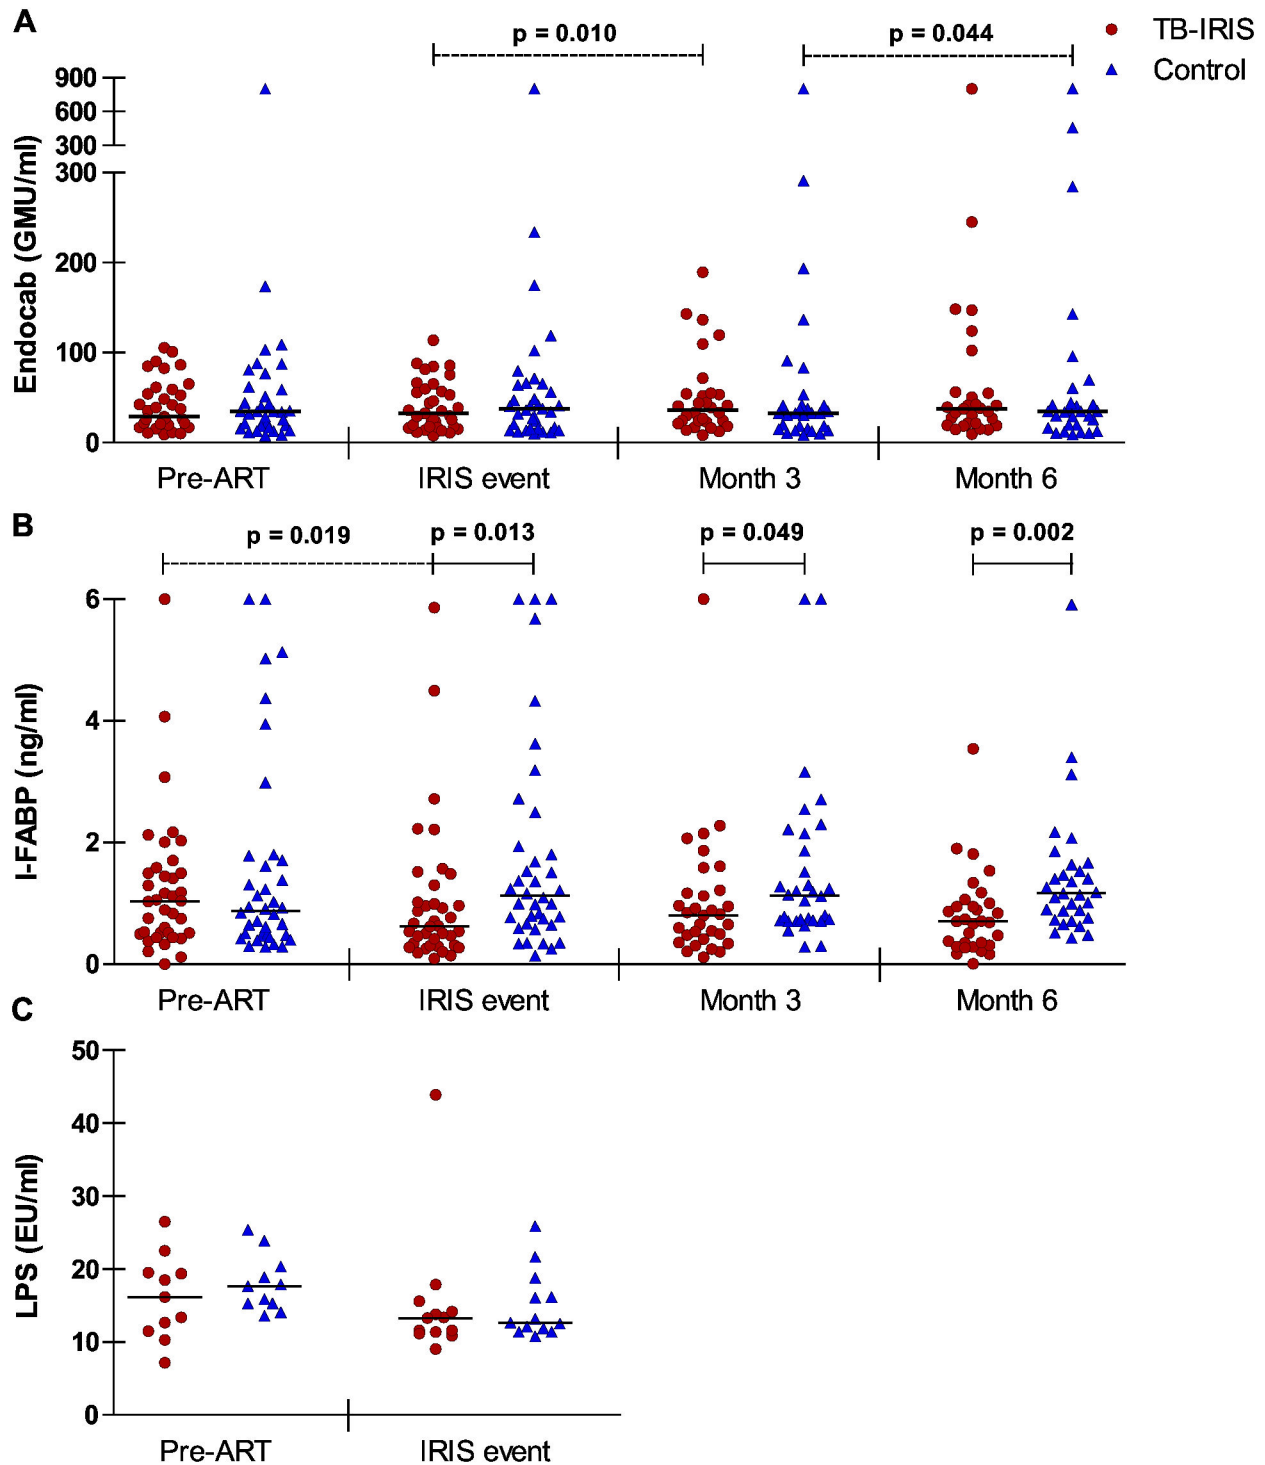 A
p = 0.010
p = 0.044
TB-IRIS
Control
Endocab (GMU/ml)
900
600
300
300
200
100
0
Pre-ART
IRIS event
Month 3
Month 6
B
p = 0.019
p = 0.013
p = 0.049
p = 0.002
I-FABP (ng/ml)
6
4
2
0
Pre-ART
IRIS event
Month 3
Month 6
C
LPS (EU/ml)
50
40
30
20
10
0
Pre-ART
IRIS event